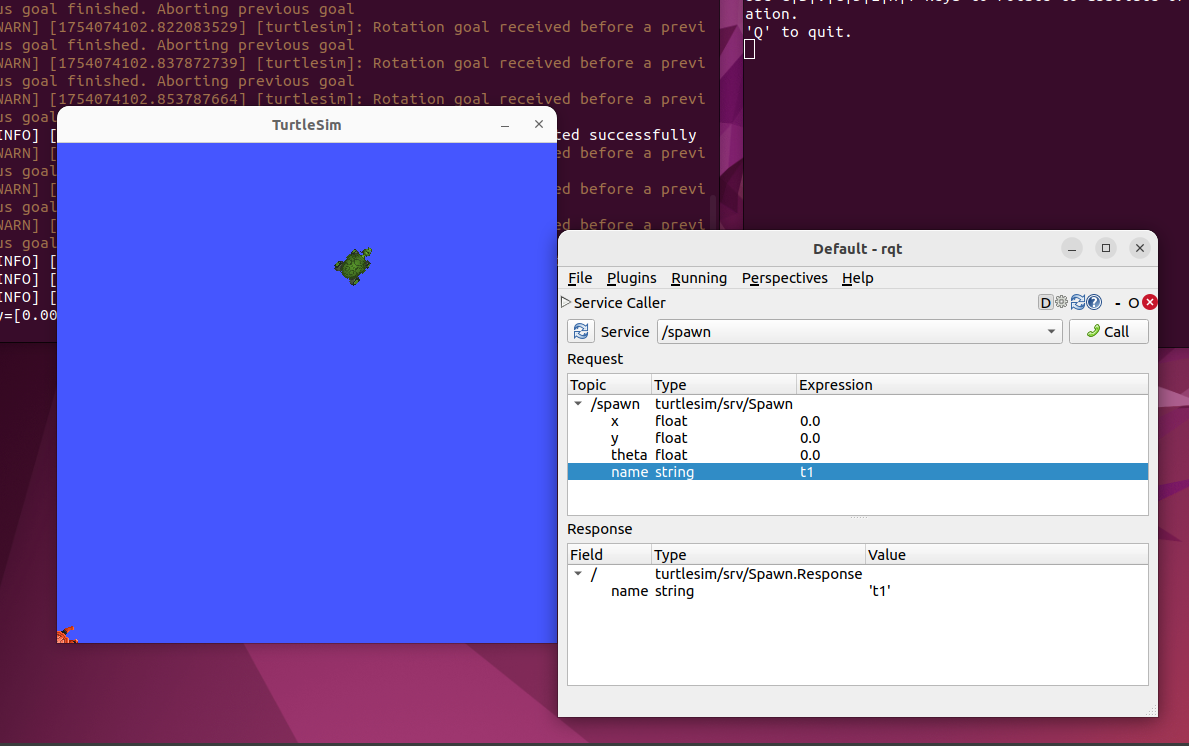 us goal finished. Aborting previous goal
WARN] [1754074102.822083529] [turtlesim]: Rotation goal received before a previ
us goal finished. Aborting previous goal
WARN] [1754074102.837872739] [turtlesim]: Rotation goal received before a previ
us goal finished. Aborting previous goal
WARN] [1754074102.853787664] [turtlesim]: Rotation goal received before a previ
us goal
INFO] [ ted successfully
WARN] [ ed before a previ
us goal
WARN] [ ed before a previ
us goal
WARN] [ ed before a previ
us goal
INFO] [
INFO] [
INFO] [
y=[0.00
ation.
'Q' to quit.
TurtleSim
Default - rqt
File Plugins Running Perspectives Help
Service Caller D - O
Service /spawn Call
Request
Topic Type Expression
/spawn turtlesim/srv/Spawn
x float 0.0
y float 0.0
theta float 0.0
name string t1
Response
Field Type Value
/ turtlesim/srv/Spawn.Response
name string 't1'